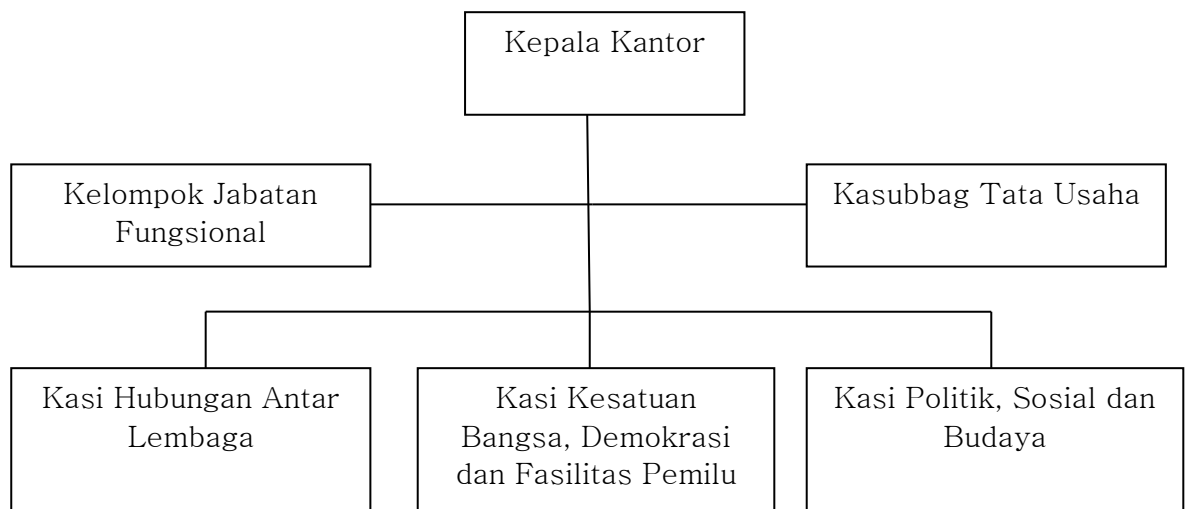 Kepala Kantor
Kelompok Jabatan
Fungsional
Kasubbag Tata Usaha
Kasi Hubungan Antar
Lembaga
Kasi Kesatuan
Bangsa, Demokrasi
dan Fasilitas Pemilu
Kasi Politik, Sosial dan
Budaya